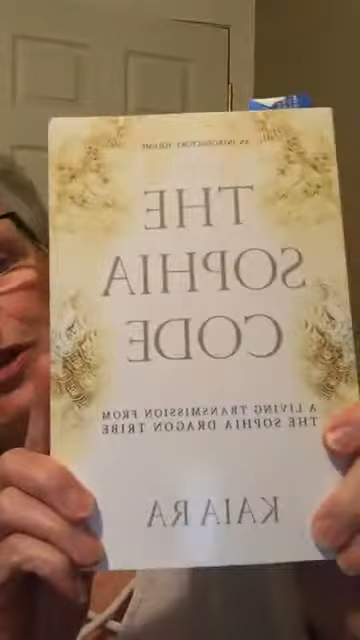 AN INTRODUCTORY VOLUME
THE
SOPHIA
CODE
A LIVING TRANSMISSION FROM
THE SOPHIA DRAGON TRIBE
KAIA RA